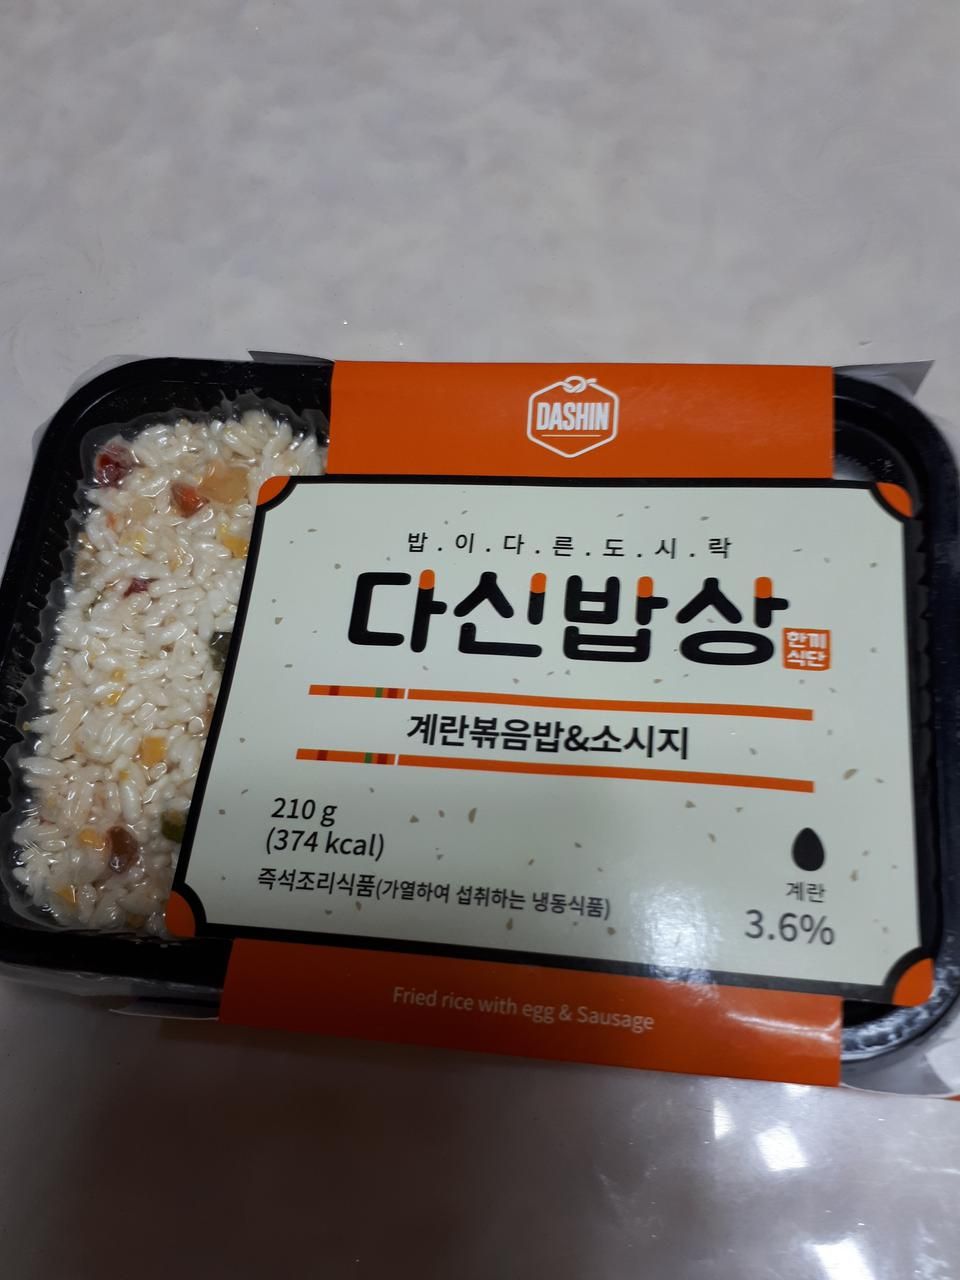 DASHIN
밥.이.다.른.도.시.락
다신밥상
한끼
식단
계란볶음밥&소시지
210 g
(374 kcal)
즉석조리식품(가열하여 섭취하는 냉동식품)
계란
3.6%
Fried rice with egg & Sausage